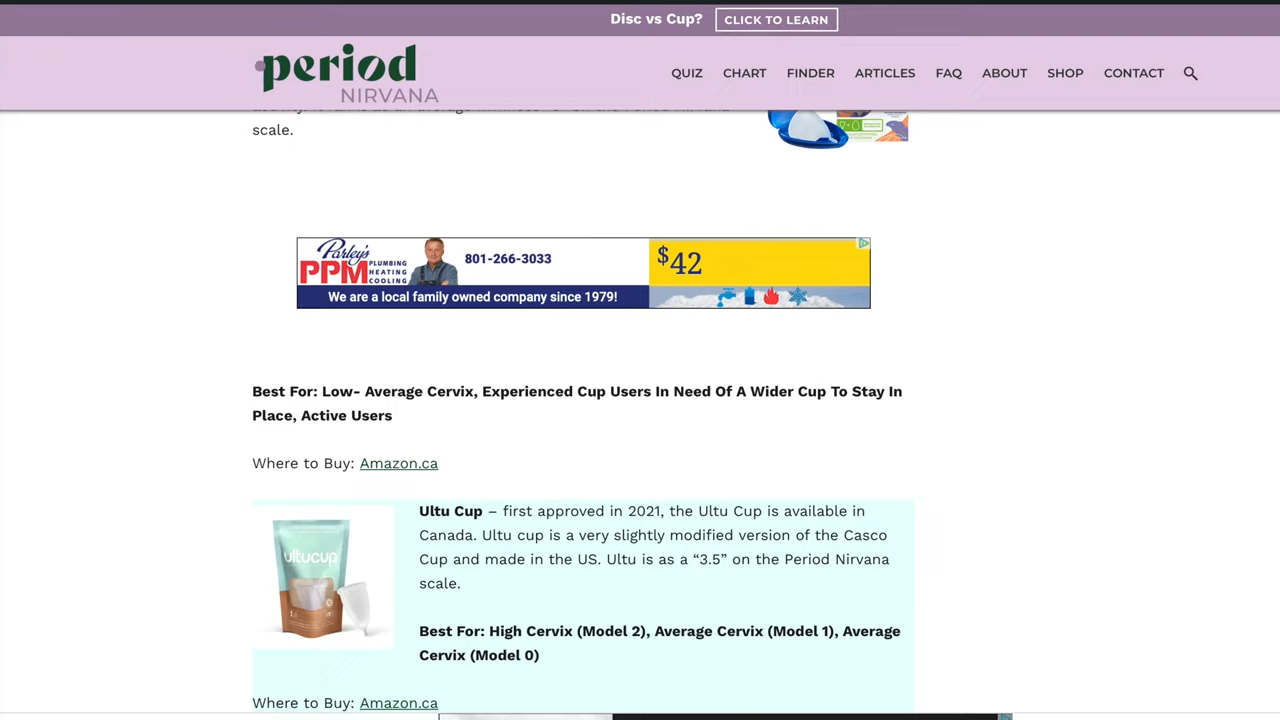 Disc vs Cup? CLICK TO LEARN
period
NIRVANA
QUIZ CHART FINDER ARTICLES FAQ ABOUT SHOP CONTACT
scale.
Parley's
PPM PLUMBING
HEATING
COOLING
801-266-3033
$42
We are a local family owned company since 1979!
Best For: Low- Average Cervix, Experienced Cup Users In Need Of A Wider Cup To Stay In
Place, Active Users
Where to Buy: Amazon.ca
ultucup
Ultu Cup – first approved in 2021, the Ultu Cup is available in
Canada. Ultu cup is a very slightly modified version of the Casco
Cup and made in the US. Ultu is as a “3.5” on the Period Nirvana
scale.
Best For: High Cervix (Model 2), Average Cervix (Model 1), Average
Cervix (Model 0)
Where to Buy: Amazon.ca